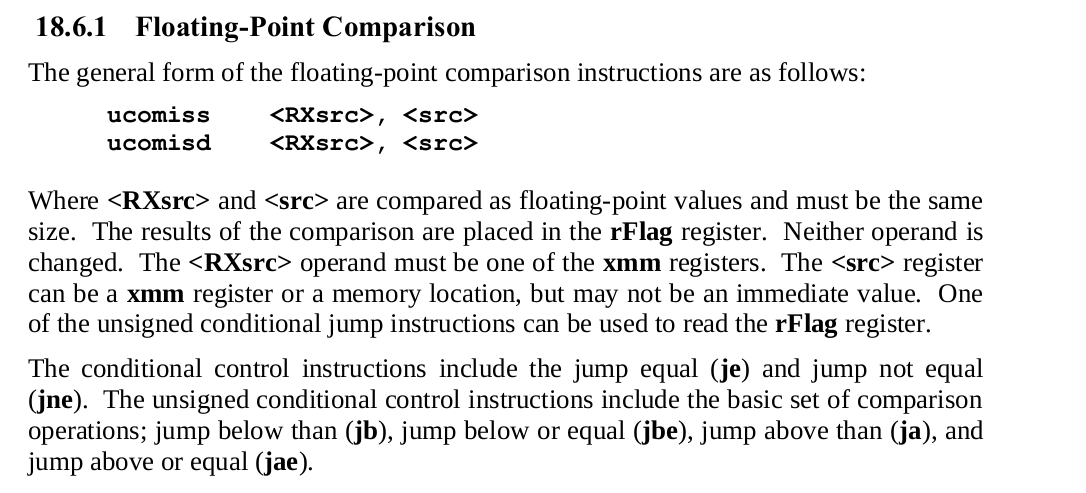 18.6.1 Floating-Point Comparison
The general form of the floating-point comparison instructions are as follows:
ucomiss <RXsrc>, <src>
ucomisd <RXsrc>, <src>
Where <RXsrc> and <src> are compared as floating-point values and must be the same
size. The results of the comparison are placed in the rFlag register. Neither operand is
changed. The <RXsrc> operand must be one of the xmm registers. The <src> register
can be a xmm register or a memory location, but may not be an immediate value. One
of the unsigned conditional jump instructions can be used to read the rFlag register.
The conditional control instructions include the jump equal (je) and jump not equal
(jne). The unsigned conditional control instructions include the basic set of comparison
operations; jump below than (jb), jump below or equal (jbe), jump above than (ja), and
jump above or equal (jae).